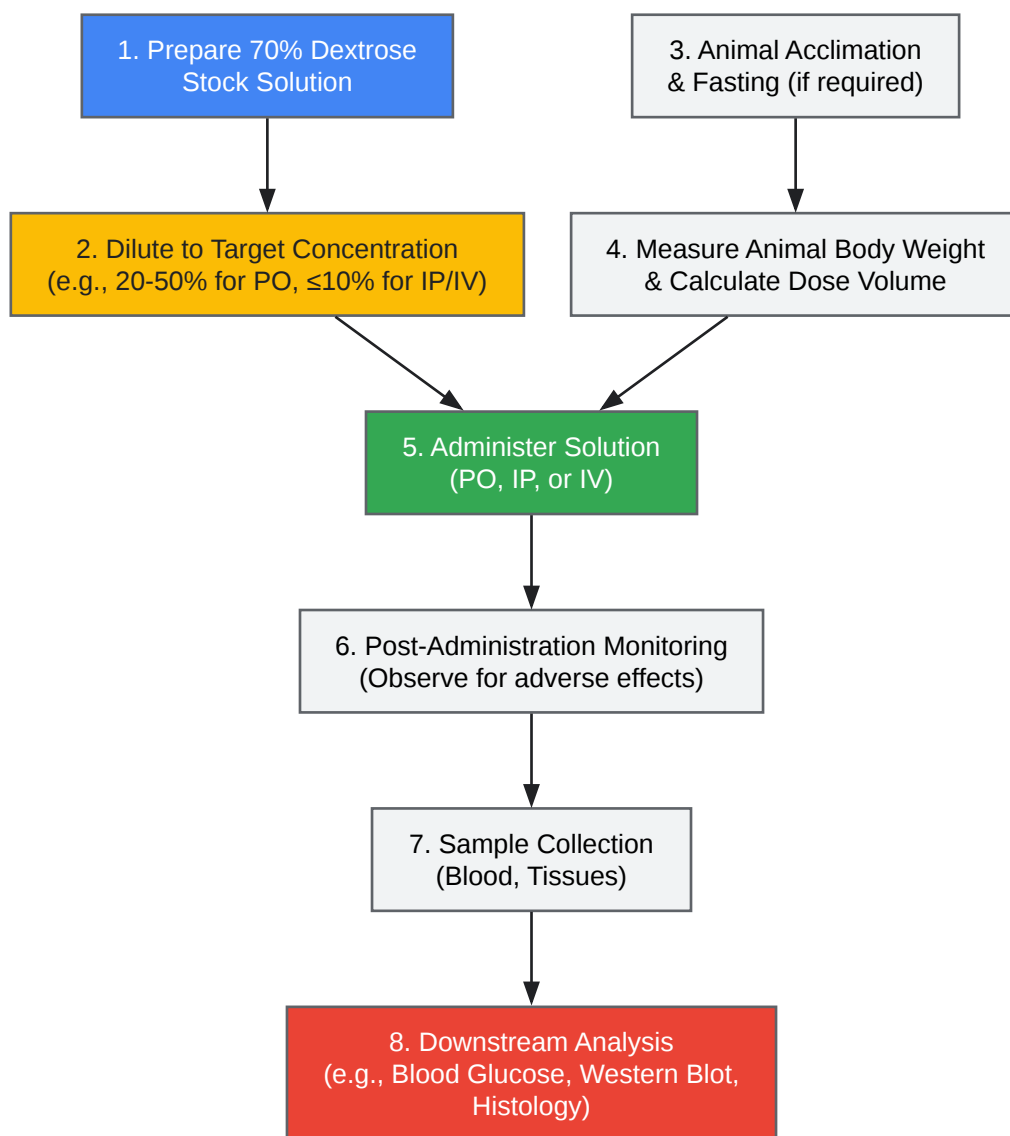 1. Prepare 70% Dextrose
Stock Solution
3. Animal Acclimation
& Fasting (if required)
2. Dilute to Target Concentration
(e.g., 20-50% for PO, ≤10% for IP/IV)
4. Measure Animal Body Weight
& Calculate Dose Volume
5. Administer Solution
(PO, IP, or IV)
6. Post-Administration Monitoring
(Observe for adverse effects)
7. Sample Collection
(Blood, Tissues)
8. Downstream Analysis
(e.g., Blood Glucose, Western Blot,
Histology)